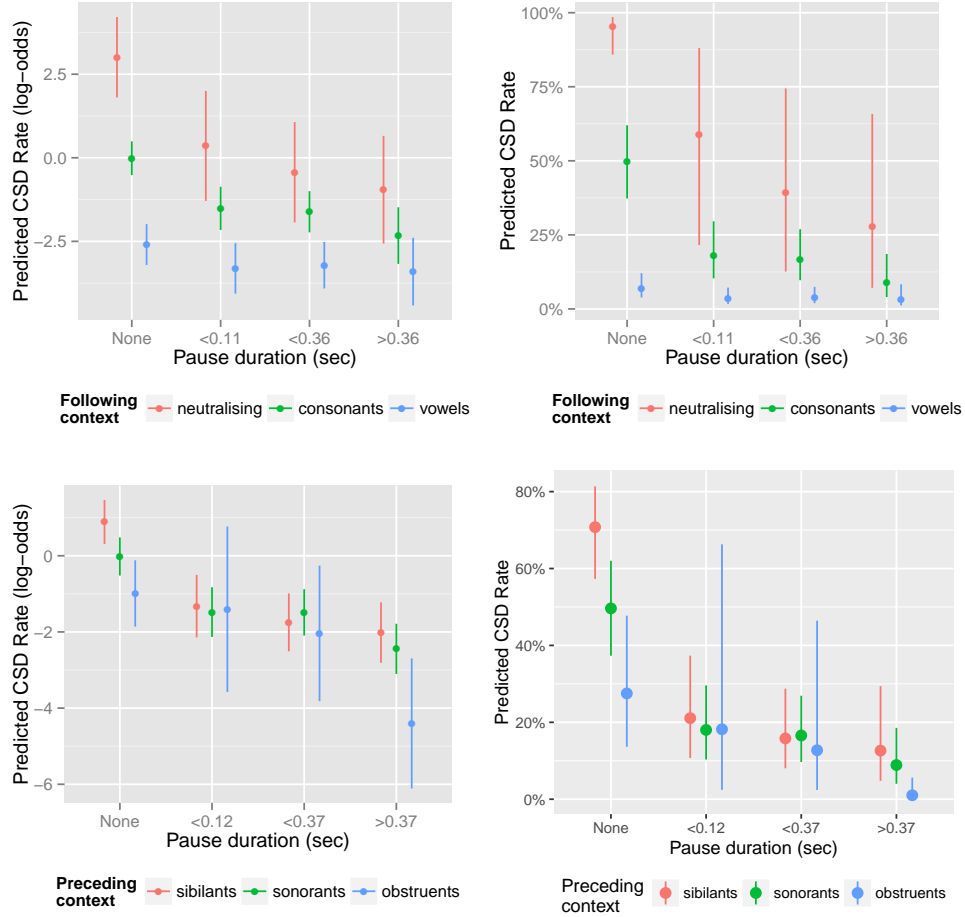 Predicted CSD Rate (log−odds)
2.5
0.0
−2.5
None <0.11 <0.36 >0.36
Pause duration (sec)
Following context neutralising consonants vowels
Predicted CSD Rate
100%
75%
50%
25%
0%
None <0.11 <0.36 >0.36
Pause duration (sec)
Following context neutralising consonants vowels
Predicted CSD Rate (log−odds)
0
−2
−4
−6
None <0.12 <0.37 >0.37
Pause duration (sec)
Preceding context sibilants sonorants obstruents
Predicted CSD Rate
80%
60%
40%
20%
0%
None <0.12 <0.37 >0.37
Pause duration (sec)
Preceding context sibilants sonorants obstruents